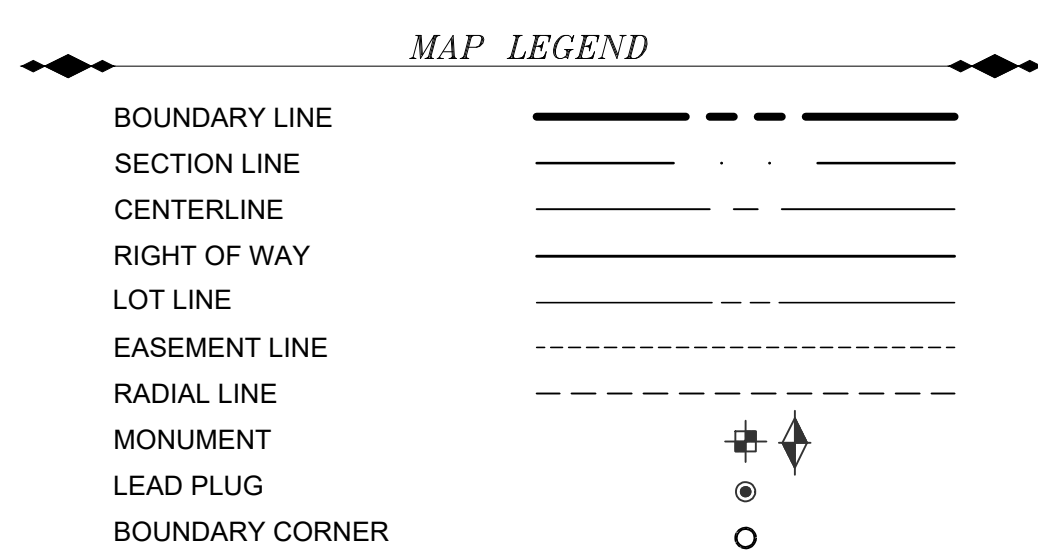 MAP LEGEND
BOUNDARY LINE
SECTION LINE
CENTERLINE
RIGHT OF WAY
LOT LINE
EASEMENT LINE
RADIAL LINE
MONUMENT
LEAD PLUG
BOUNDARY CORNER